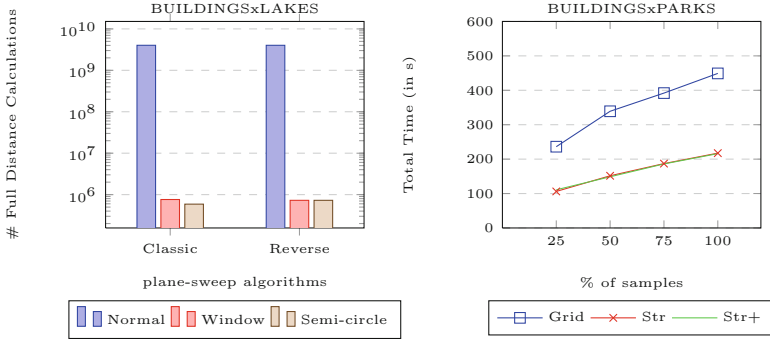 BUILDINGSxLAKES
# Full Distance Calculations
10^10
10^9
10^8
10^7
10^6
Classic
Reverse
plane-sweep algorithms
Normal
Window
Semi-circle
BUILDINGSxPARKS
Total Time (in s)
600
500
400
300
200
100
0
25
50
75
100
% of samples
Grid
Str
Str+